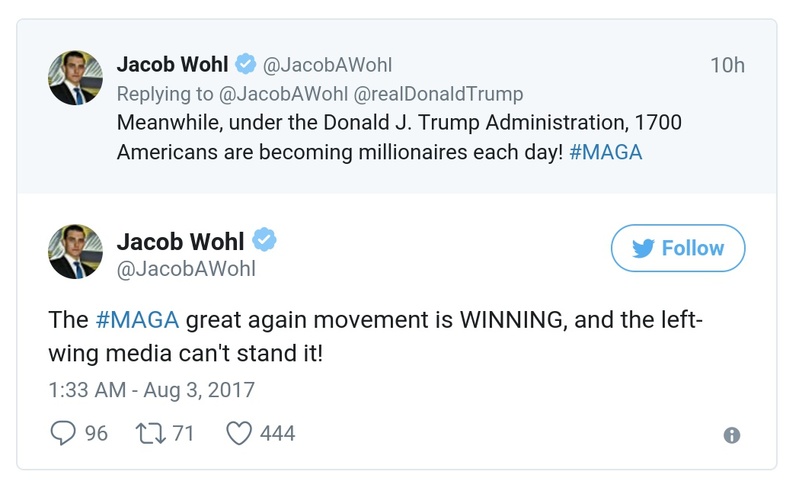 Jacob Wohl @JacobAWohl 10h
Replying to @JacobAWohl @realDonaldTrump
Meanwhile, under the Donald J. Trump Administration, 1700
Americans are becoming millionaires each day! #MAGA
Jacob Wohl
@JacobAWohl
Follow
The #MAGA great again movement is WINNING, and the left-
wing media can't stand it!
1:33 AM - Aug 3, 2017
96 71 444